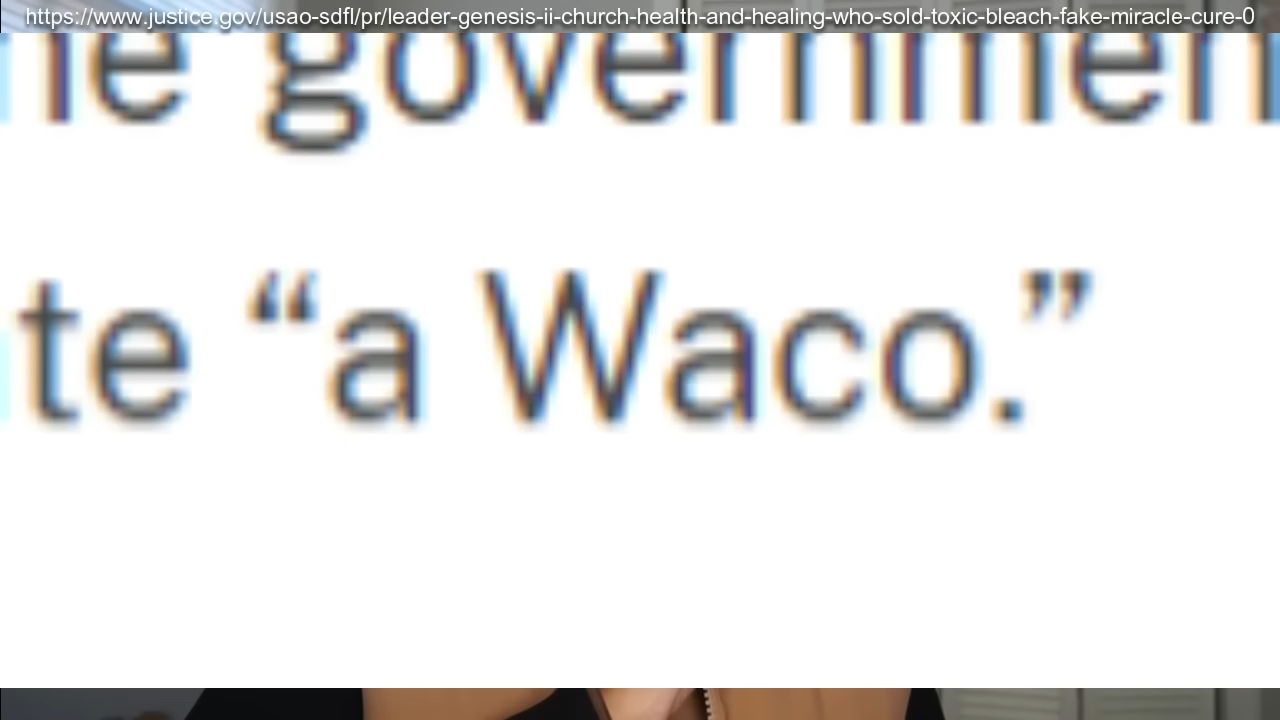 https://www.justice.gov/usao-sdfl/pr/leader-genesis-ii-church-health-and-healing-who-sold-toxic-bleach-fake-miracle-cure-0
“a Waco.”